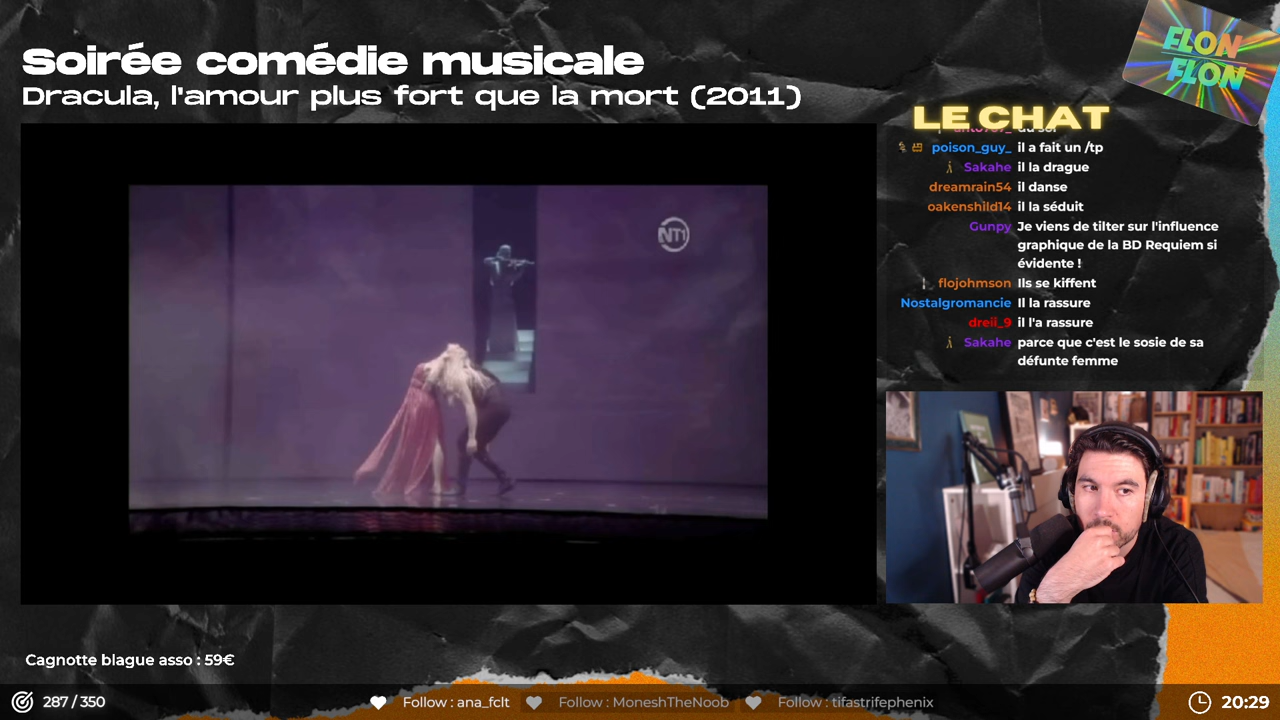 Soirée comédie musicale
Dracula, l'amour plus fort que la mort (2011)
FLON
FLON
LE CHAT
poison_guy_ il a fait un /tp
Sakahe il la drague
dreamrain54 il danse
oakenshild14 il la séduit
Gunpy Je viens de tilter sur l'influence
graphique de la BD Requiem si
évidente !
flojohmson Ils se kiffent
Nostalgromancie Il la rassure
dreii_9 il l'a rassure
Sakahe parce que c'est le sosie de sa
défunte femme
NT1
Cagnotte blague asso : 59€
287 / 350
Follow : ana_fclt
Follow : MoneshTheNoob
Follow : tifastrifephenix
20:29